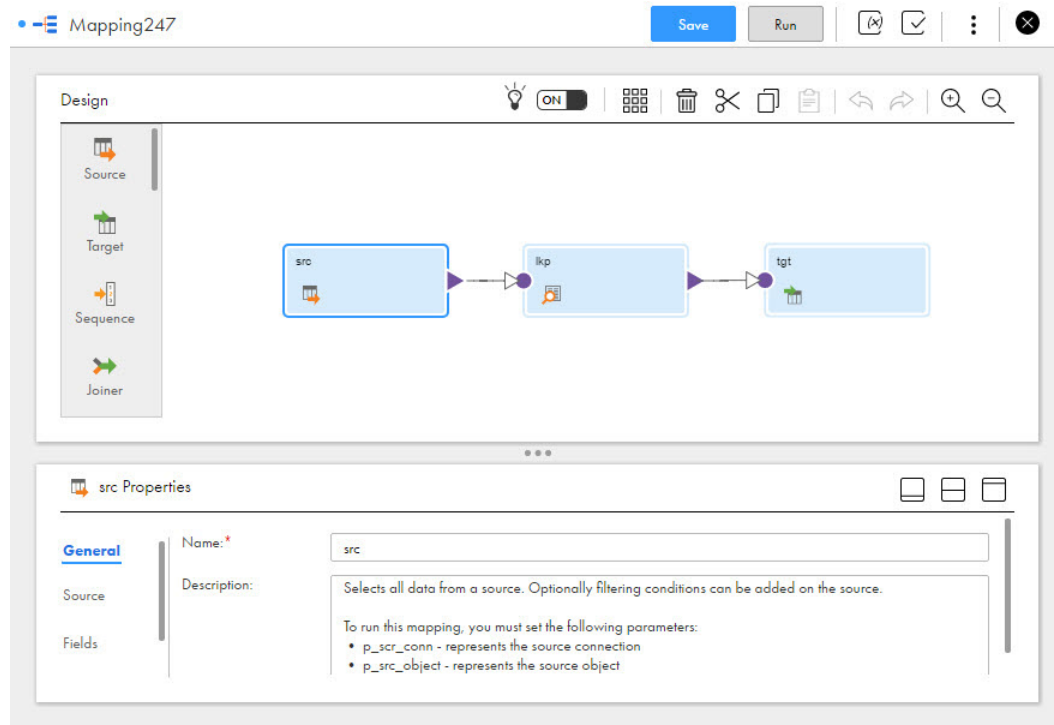 Mapping247
Save
Run
(x)
Design
ON
Source
Target
Sequence
Joiner
src
lkp
tgt
src Properties
General
Source
Fields
Name:*
src
Description:
Selects all data from a source. Optionally filtering conditions can be added on the source.
To run this mapping, you must set the following parameters:
• p_scr_conn - represents the source connection
• p_src_object - represents the source object